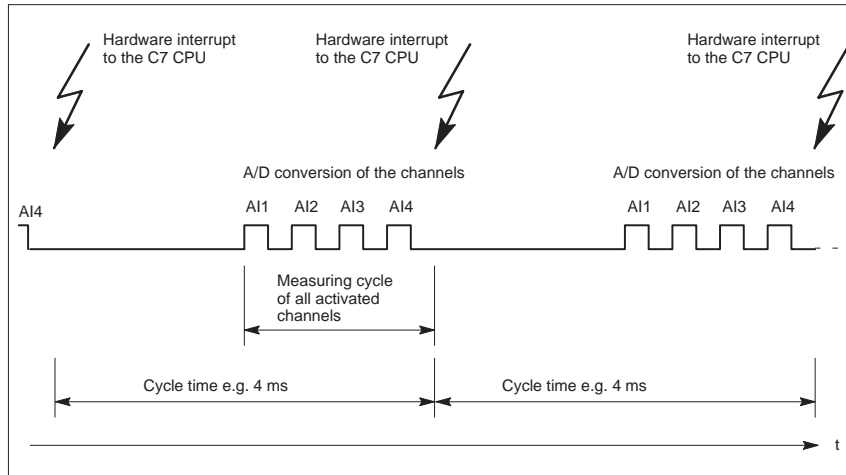 Hardware interrupt
to the C7 CPU
Hardware interrupt
to the C7 CPU
Hardware interrupt
to the C7 CPU
A/D conversion of the channels
A/D conversion of the channels
AI4
AI1
AI2
AI3
AI4
AI1
AI2
AI3
AI4
Measuring cycle
of all activated
channels
Cycle time e.g. 4 ms
Cycle time e.g. 4 ms
t